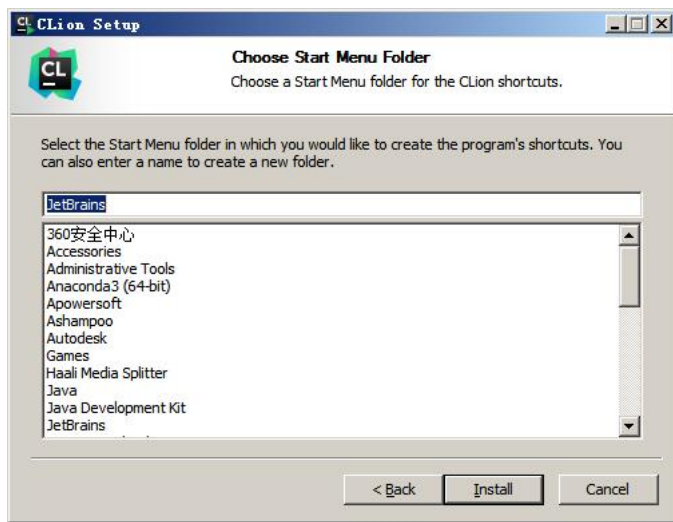 CL CLion Setup
Choose Start Menu Folder
Choose a Start Menu folder for the CLion shortcuts.
CL
Select the Start Menu folder in which you would like to create the program's shortcuts. You
can also enter a name to create a new folder.
JetBrains
360安全中心
Accessories
Administrative Tools
Anaconda3 (64-bit)
Apowersoft
Ashampoo
Autodesk
Games
Haali Media Splitter
Java
Java Development Kit
JetBrains
< Back
Install
Cancel